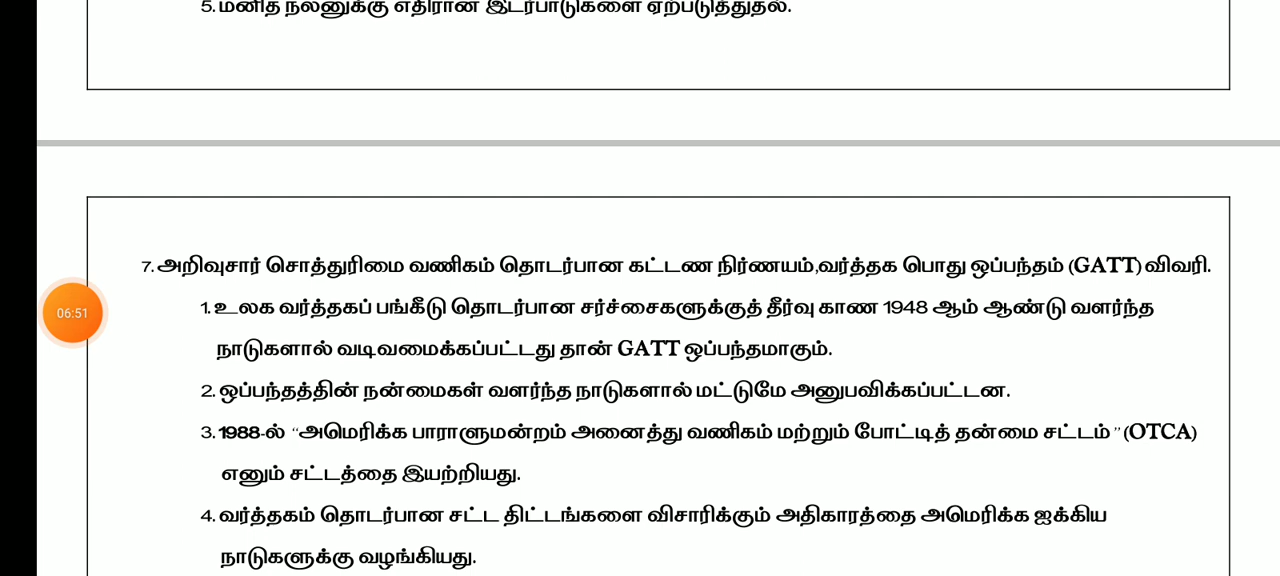 5. மனித நலனுக்கு எதிரான இடர்பாடுகளை ஏற்படுத்துதல்.
7. அறிவுசார் சொத்துரிமை வணிகம் தொடர்பான கட்டண நிர்ணயம்,வர்த்தக பொது ஒப்பந்தம் (GATT) விவரி.
06:51
1. உலக வர்த்தகப் பங்கீடு தொடர்பான சர்ச்சைகளுக்குத் தீர்வு காண 1948 ஆம் ஆண்டு வளர்ந்த
நாடுகளால் வடிவமைக்கப்பட்டது தான் GATT ஒப்பந்தமாகும்.
2. ஒப்பந்தத்தின் நன்மைகள் வளர்ந்த நாடுகளால் மட்டுமே அனுபவிக்கப்பட்டன.
3. 1988-ல் “அமெரிக்க பாராளுமன்றம் அனைத்து வணிகம் மற்றும் போட்டித் தன்மை சட்டம்” (OTCA)
எனும் சட்டத்தை இயற்றியது.
4. வர்த்தகம் தொடர்பான சட்ட திட்டங்களை விசாரிக்கும் அதிகாரத்தை அமெரிக்க ஐக்கிய
நாடுகளுக்கு வழங்கியது.